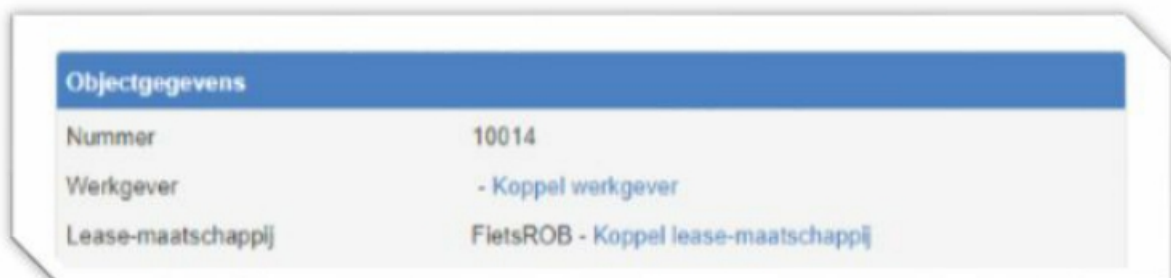 Objectgegevens
Nummer 10014
Werkgever - Koppel werkgever
Lease-maatschappij FietsROB - Koppel lease-maatschappij